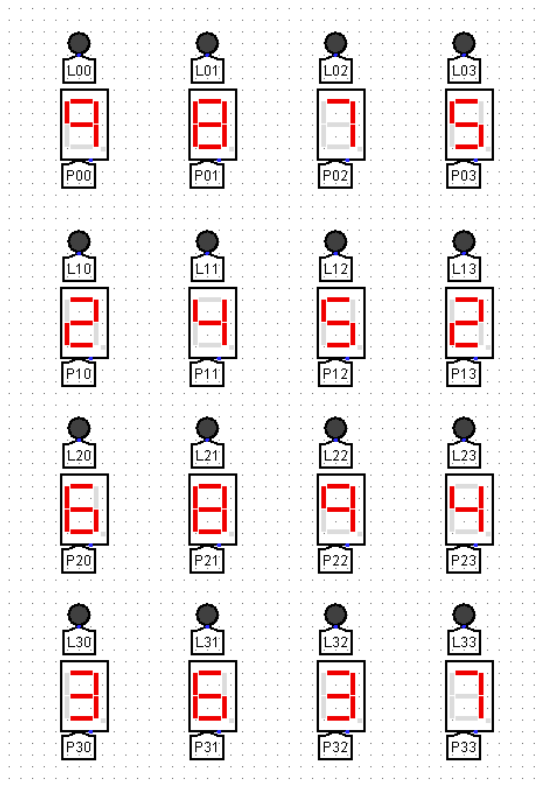 L00 L01 L02 L03
9 8 7 5
P00 P01 P02 P03
L10 L11 L12 L13
2 4 5 2
P10 P11 P12 P13
L20 L21 L22 L23
6 8 9 4
P20 P21 P22 P23
L30 L31 L32 L33
3 6 3 7
P30 P31 P32 P33